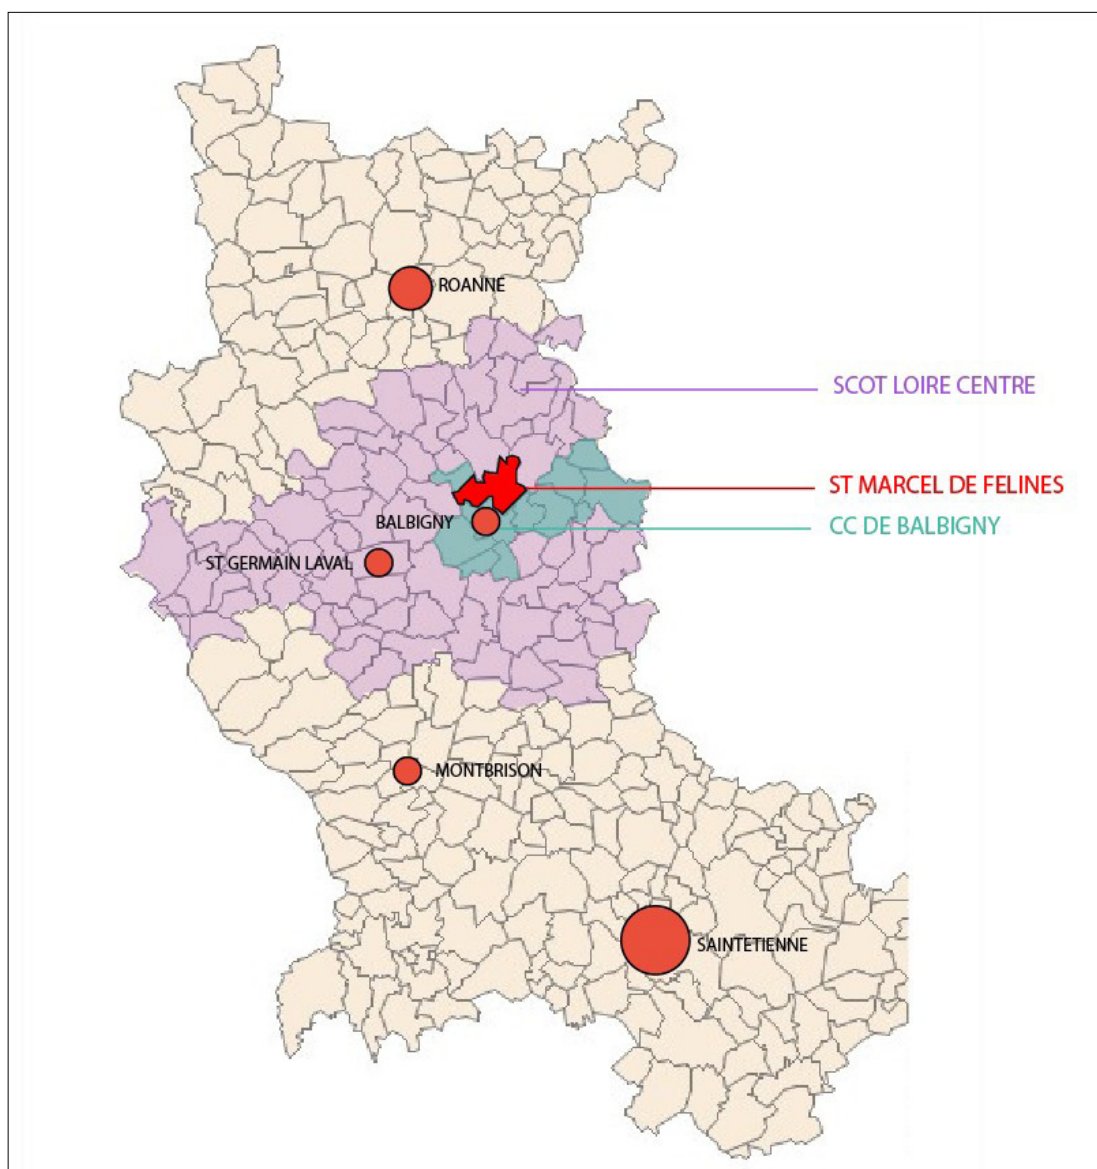 ROANNE
SCOT LOIRE CENTRE
ST MARCEL DE FELINES
BALBIGNY
CC DE BALBIGNY
ST GERMAIN LAVAL
MONTBRISON
SAINTETIENNE